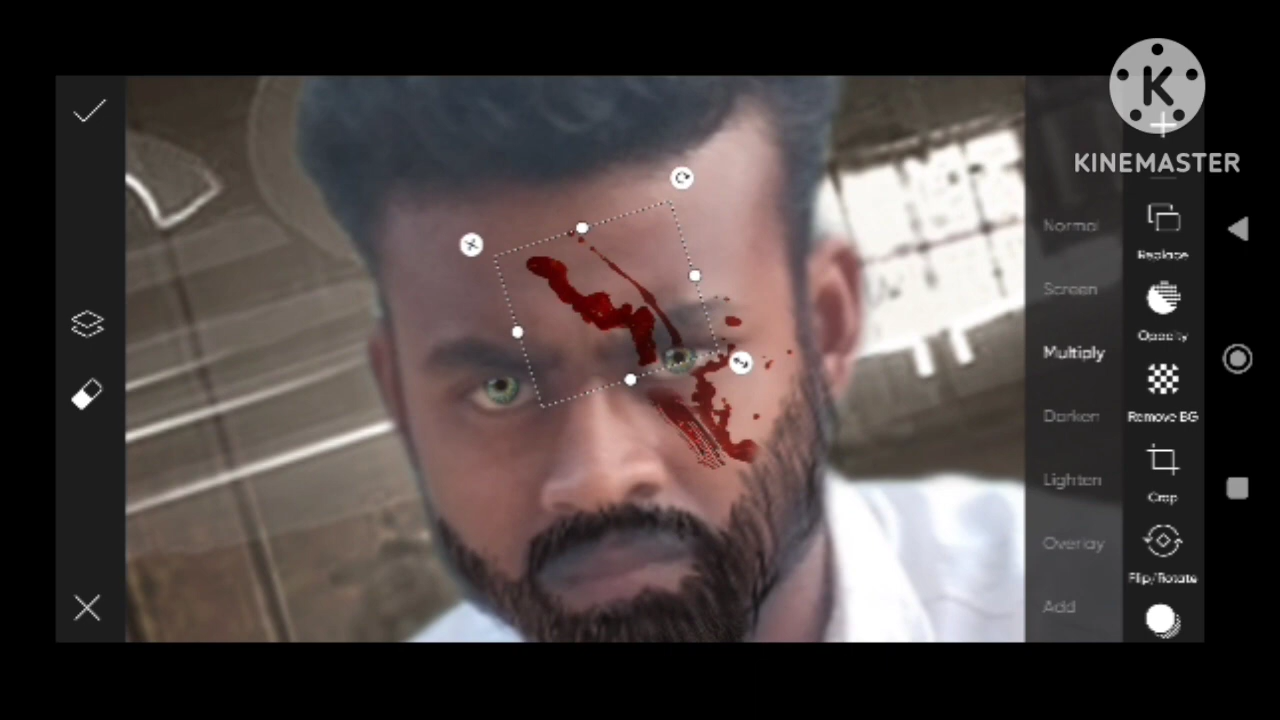 KINEMASTER
Normal
Screen
Multiply
Darken
Lighten
Overlay
Add
Replace
Opacity
Remove BG
Crop
Flip/Rotate